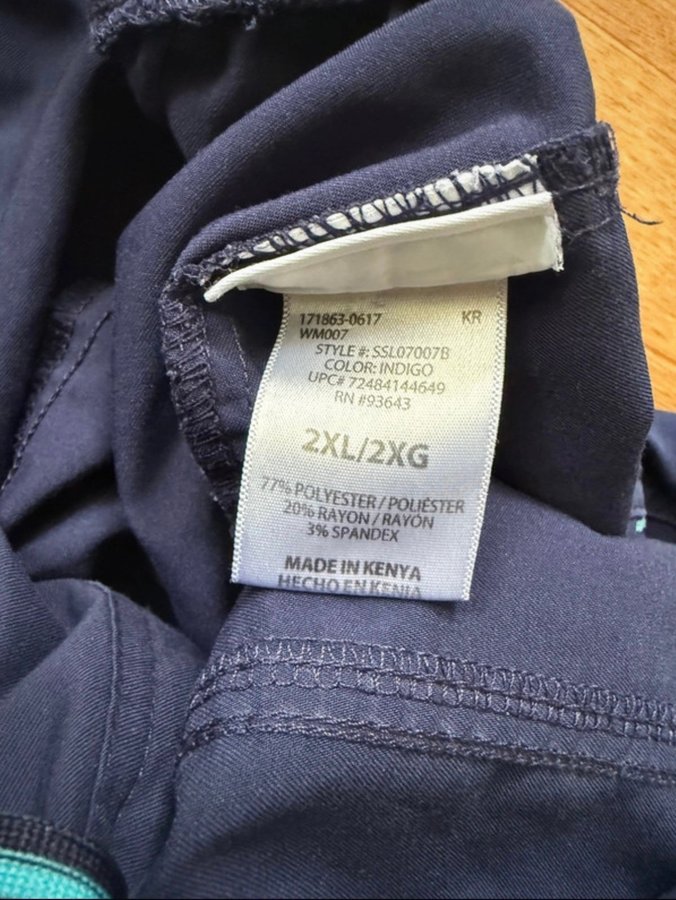 171863-0617 KR
WM007
STYLE #: SSL07007B
COLOR: INDIGO
UPC# 72484144649
RN #93643
2XL/2XG
77% POLYESTER / POLIÉSTER
20% RAYON / RAYÓN
3% SPANDEX
MADE IN KENYA
HECHO EN KENIA